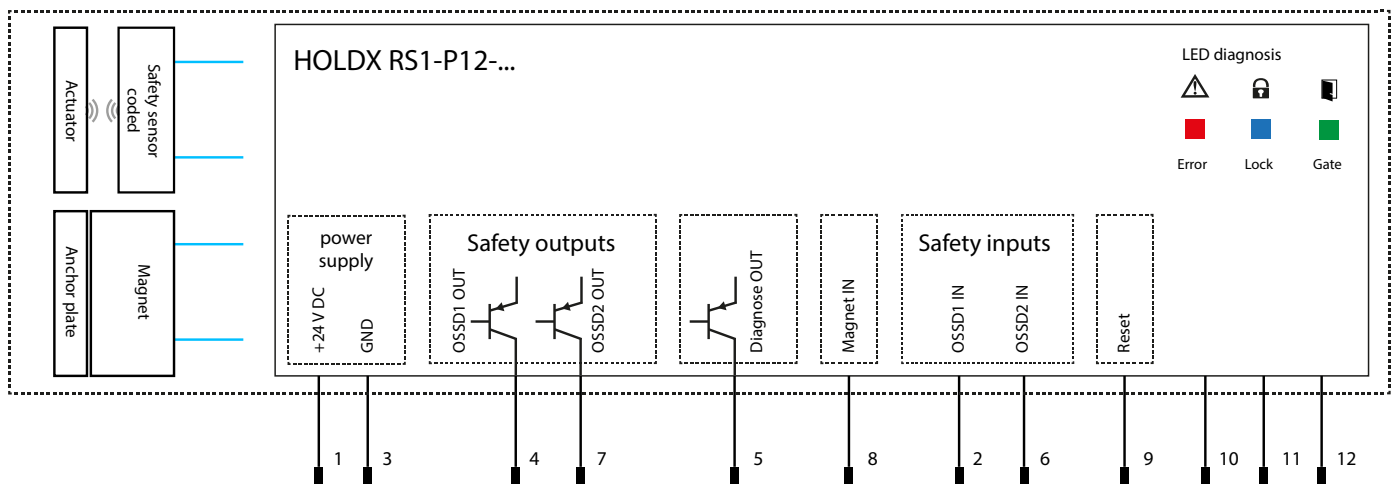 HOLDX RS1-P12-...
LED diagnosis
Error
Lock
Gate
Actuator
Safety sensor
coded
Anchor plate
Magnet
power
supply
+24 V DC
GND
Safety outputs
OSSD1 OUT
OSSD2 OUT
Diagnose OUT
Magnet IN
Safety inputs
OSSD1 IN
OSSD2 IN
Reset
1
3
4
7
5
8
2
6
9
10
11
12